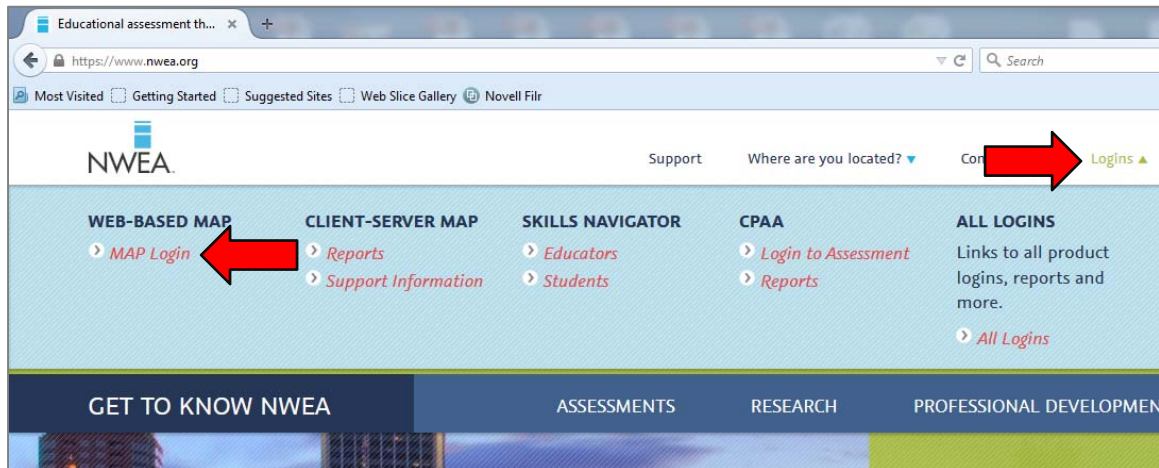 Educational assessment th... × +
https://www.nwea.org Search
Most Visited Getting Started Suggested Sites Web Slice Gallery Novell Filr
NWEA
Support Where are you located? Logins
WEB-BASED MAP CLIENT-SERVER MAP SKILLS NAVIGATOR CPAA ALL LOGINS
MAP Login Reports Educators Login to Assessment Links to all product
Support Information Students Reports logins, reports and
more.
All Logins
GET TO KNOW NWEA ASSESSMENTS RESEARCH PROFESSIONAL DEVELOPMEN